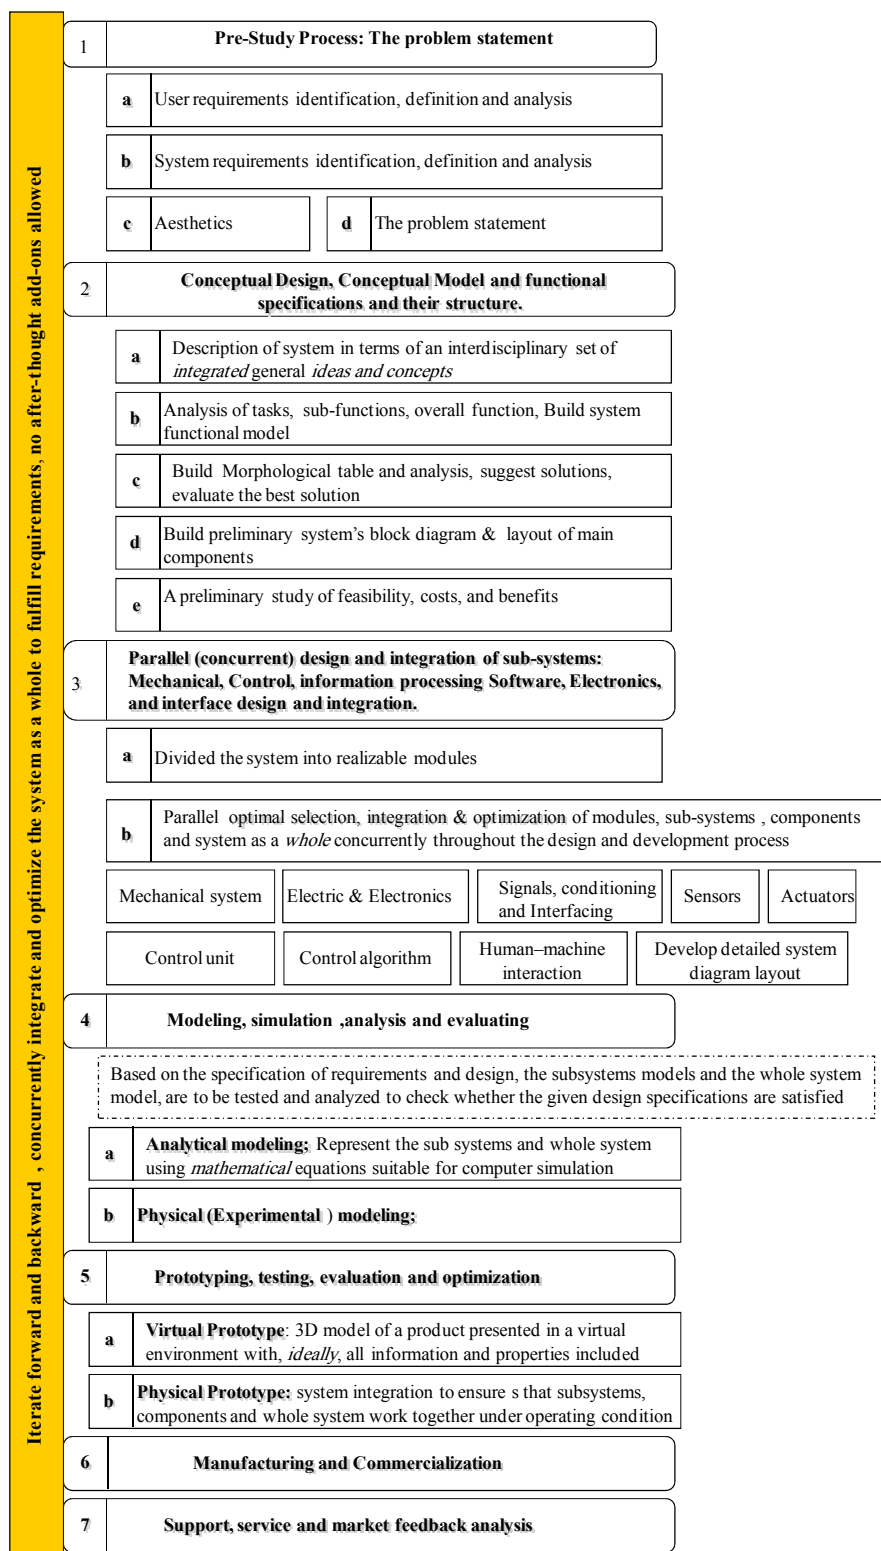 Iterate forward and backward , concurrently integrate and optimize the system as a whole to fulfill requirements, no after-thought add-ons allowed
1
Pre-Study Process: The problem statement
a
User requirements identification, definition and analysis
b
System requirements identification, definition and analysis
c
Aesthetics
d
The problem statement
2
Conceptual Design, Conceptual Model and functional
specifications and their structure.
a
Description of system in terms of an interdisciplinary set of
integrated general ideas and concepts
b
Analysis of tasks, sub-functions, overall function, Build system
functional model
c
Build Morphological table and analysis, suggest solutions,
evaluate the best solution
d
Build preliminary system's block diagram & layout of main
components
e
A preliminary study of feasibility, costs, and benefits
3
Parallel (concurrent) design and integration of sub-systems:
Mechanical, Control, information processing Software, Electronics,
and interface design and integration.
a
Divided the system into realizable modules
b
Parallel optimal selection, integration & optimization of modules, sub-systems , components
and system as a whole concurrently throughout the design and development process
Mechanical system
Electric & Electronics
Signals, conditioning
and Interfacing
Sensors
Actuators
Control unit
Control algorithm
Human–machine
interaction
Develop detailed system
diagram layout
4
Modeling, simulation ,analysis and evaluating
Based on the specification of requirements and design, the subsystems models and the whole system
model, are to be tested and analyzed to check whether the given design specifications are satisfied
a
Analytical modeling; Represent the sub systems and whole system
using mathematical equations suitable for computer simulation
b
Physical (Experimental ) modeling;
5
Prototyping, testing, evaluation and optimization
a
Virtual Prototype: 3D model of a product presented in a virtual
environment with, ideally, all information and properties included
b
Physical Prototype: system integration to ensure s that subsystems,
components and whole system work together under operating condition
6
Manufacturing and Commercialization
7
Support, service and market feedback analysis